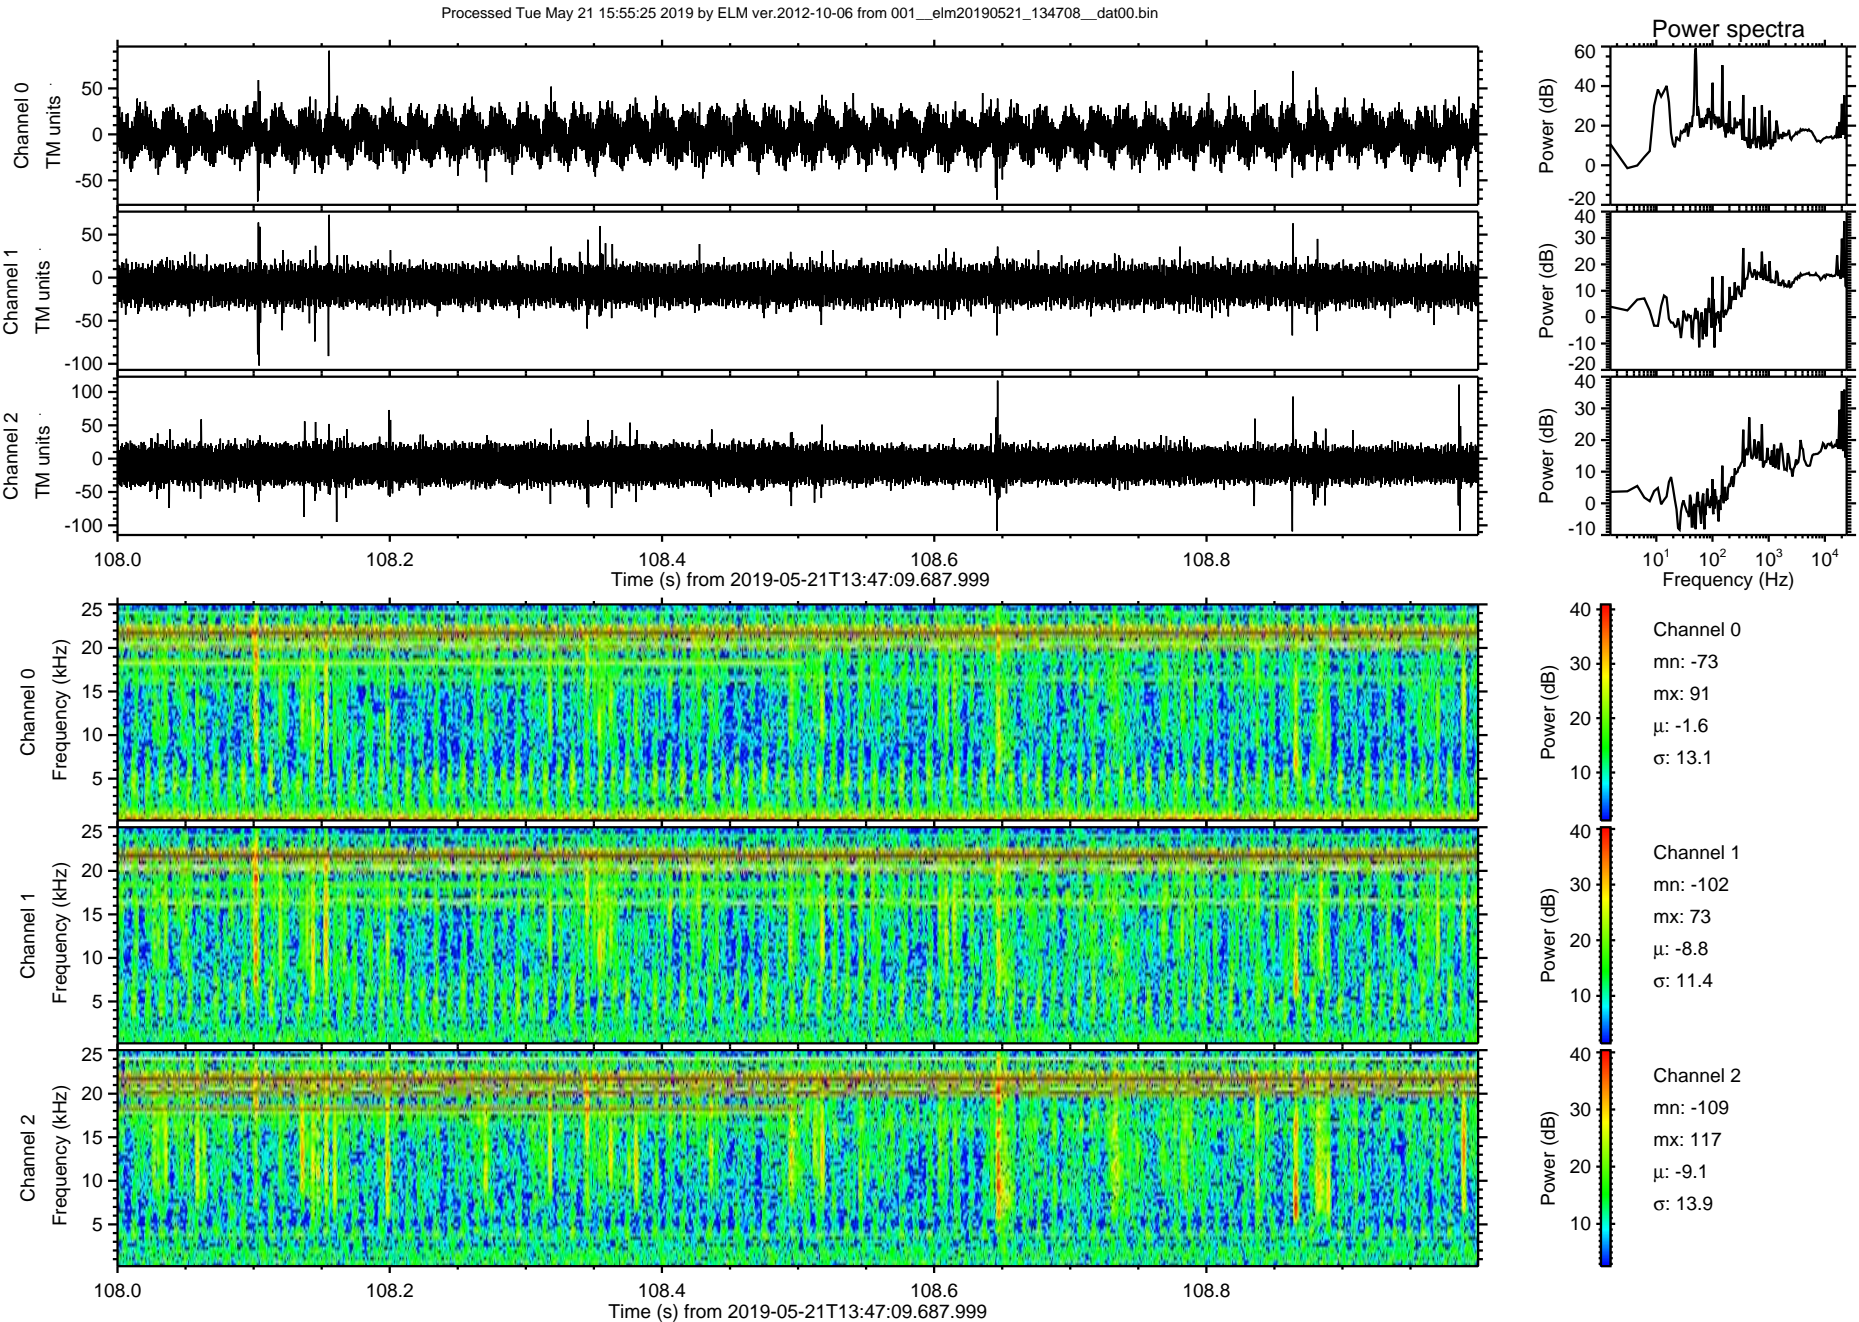 Processed Tue May 21 15:55:25 2019 by ELM ver.2012-10-06 from 001__elm20190521_134708__dat00.bin
Power spectra
Channel 0
TM units
50
0
-50
Power (dB)
60
40
20
0
-20
Channel 1
TM units
50
0
-50
-100
Power (dB)
40
30
20
10
0
-10
-20
Channel 2
TM units
100
50
0
-50
-100
Power (dB)
40
30
20
10
0
-10
108.0 108.2 108.4 108.6 108.8
Time (s) from 2019-05-21T13:47:09.687.999
10^1 10^2 10^3 10^4
Frequency (Hz)
Channel 0
Frequency (kHz)
25
20
15
10
5
Power (dB)
40
30
20
10
Channel 0
mn: -73
mx: 91
μ: -1.6
σ: 13.1
Channel 1
Frequency (kHz)
25
20
15
10
5
Power (dB)
40
30
20
10
Channel 1
mn: -102
mx: 73
μ: -8.8
σ: 11.4
Channel 2
Frequency (kHz)
25
20
15
10
5
Power (dB)
40
30
20
10
Channel 2
mn: -109
mx: 117
μ: -9.1
σ: 13.9
108.0 108.2 108.4 108.6 108.8
Time (s) from 2019-05-21T13:47:09.687.999